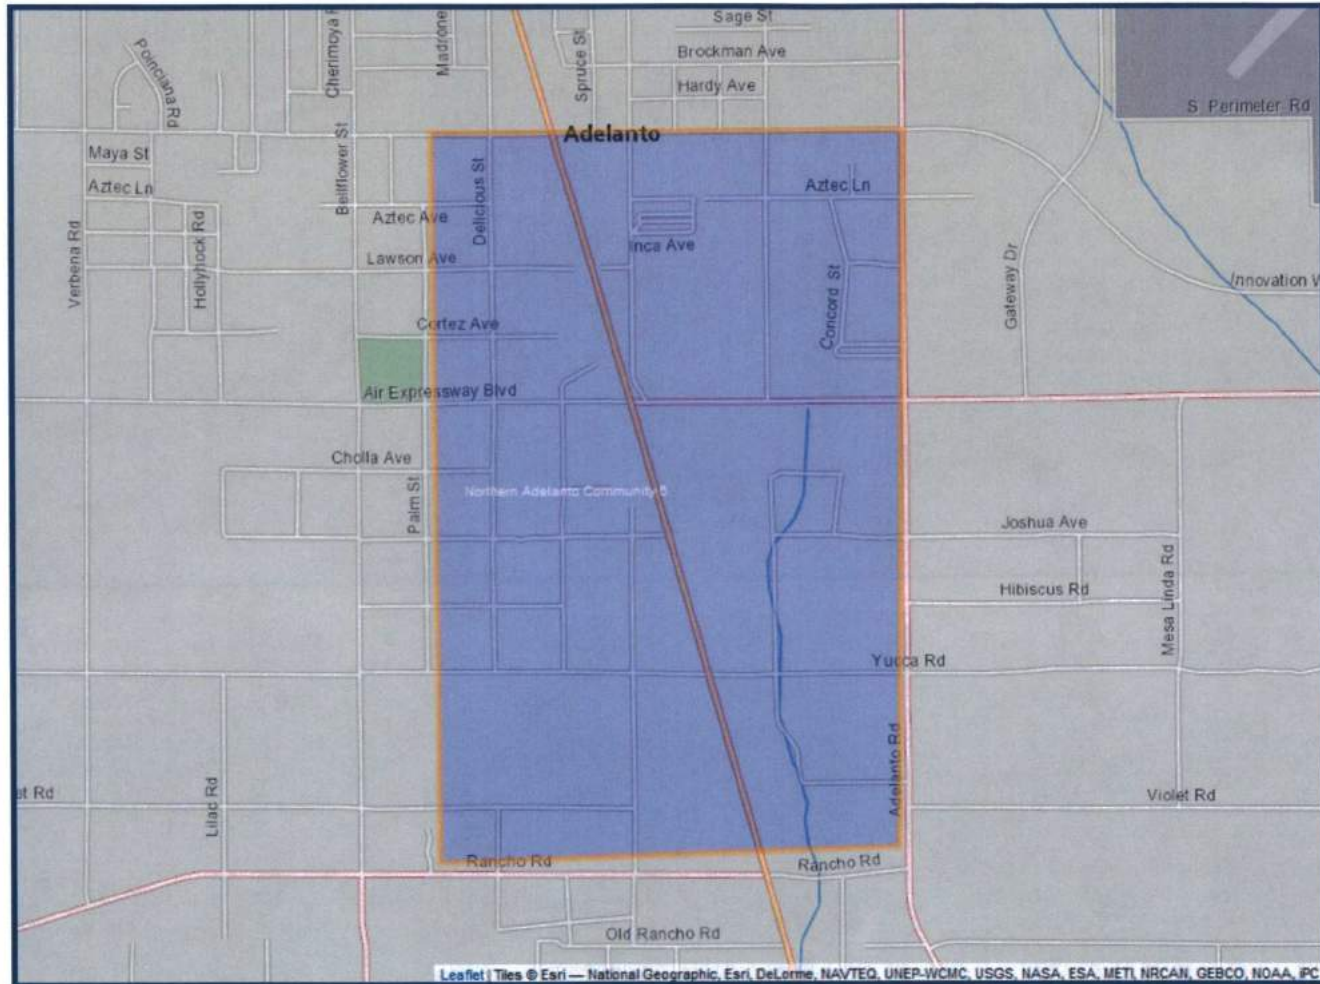 Sage St
Brockman Ave
Hardy Ave
Poinciana Rd
Cherimoya
Madrone
Spruce St
S Perimeter Rd
Adelanto
Maya St
Aztec Ln
Bellflower St
Delicious St
Aztec Ln
Aztec Ave
Inca Ave
Verbena Rd
Hollyhock Rd
Lawson Ave
Concord St
Gateway Dr
Innovation W
Cortez Ave
Air Expressway Blvd
Cholla Ave
Palm St
Northern Adelanto Community 5
Joshua Ave
Hibiscus Rd
Mesa Linda Rd
Yucca Rd
Adelanto Rd
et Rd
Lilac Rd
Violet Rd
Rancho Rd
Rancho Rd
Old Rancho Rd
Leaflet | Tiles © Esri — National Geographic, Esri, DeLorme, NAVTEQ, UNEP-WCMC, USGS, NASA, ESA, METI, NRCAN, GEBCO, NOAA, iPC